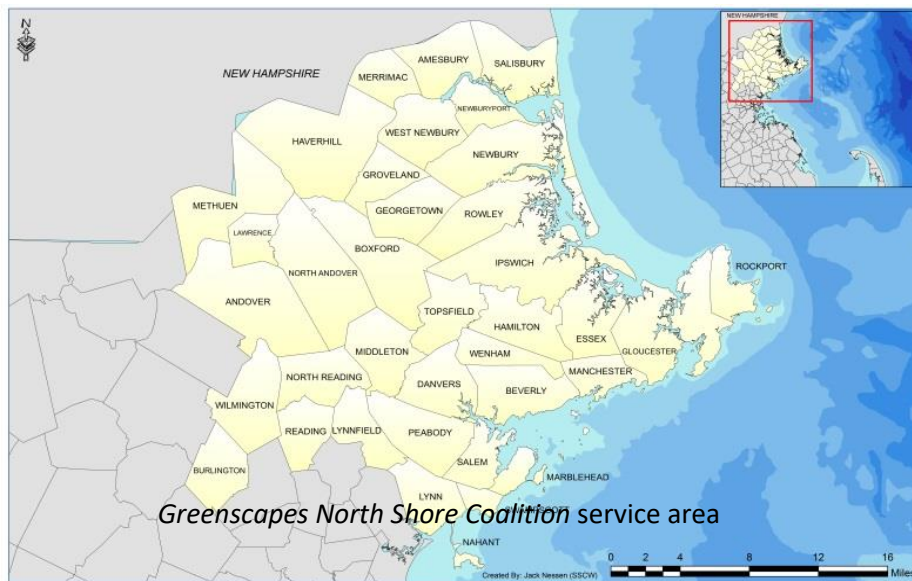 NEW HAMPSHIRE
N
AMESBURY
SALISBURY
MERRIMAC
NEW HAMPSHIRE
NEWBURYPORT
WEST NEWBURY
HAVERHILL
NEWBURY
GROVELAND
METHUEN
GEORGETOWN
ROWLEY
LAWRENCE
BOXFORD
IPSWICH
NORTH ANDOVER
ROCKPORT
ANDOVER
TOPSFIELD
HAMILTON
ESSEX
GLOUCESTER
MIDDLETON
WENHAM
MANCHESTER
NORTH READING
DANVERS
BEVERLY
WILMINGTON
READING
LYNNFIELD
PEABODY
SALEM
BURLINGTON
MARBLEHEAD
LYNN
SWAMPSCOTT
Greenscapes North Shore Coalition service area
NAHANT
0 2 4 8 12 16
Miles
Created By: Jack Nessen (SSCW)